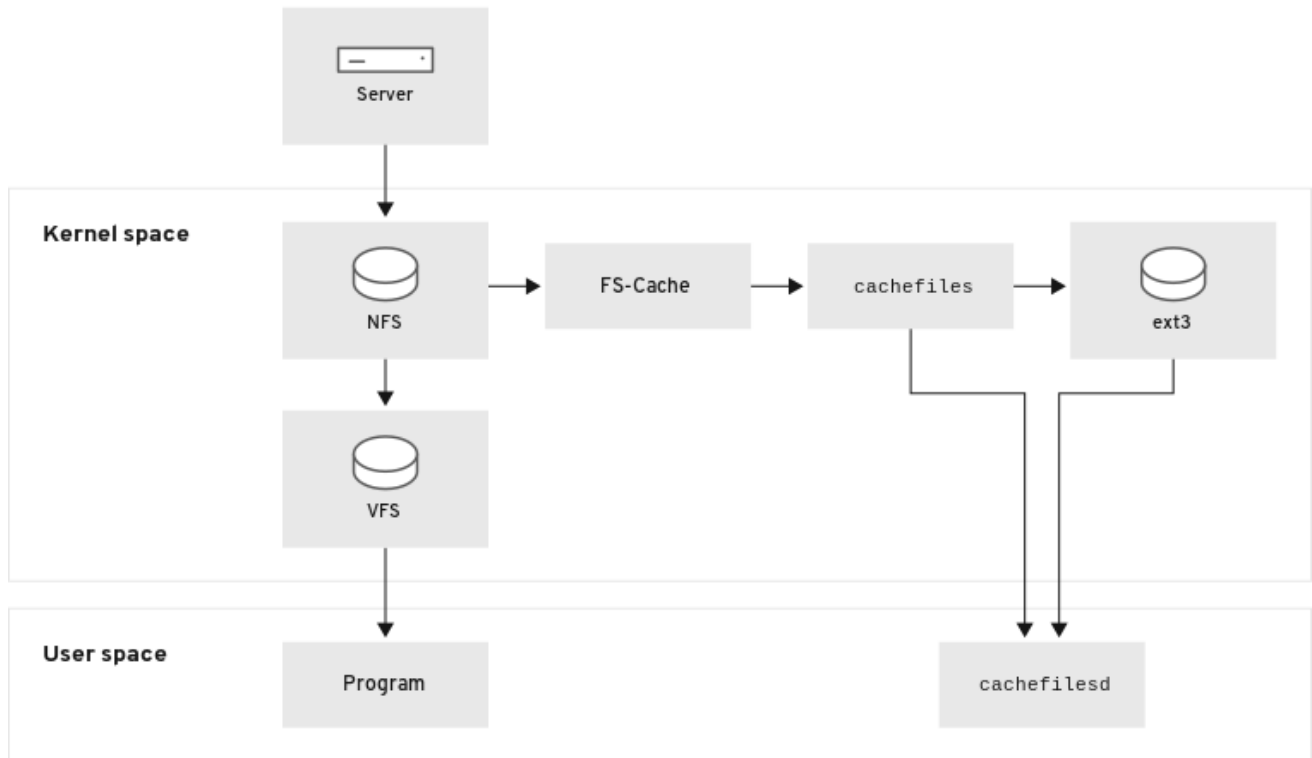 Server
Kernel space
NFS
FS-Cache
cachefiles
ext3
VFS
User space
Program
cachefilesd